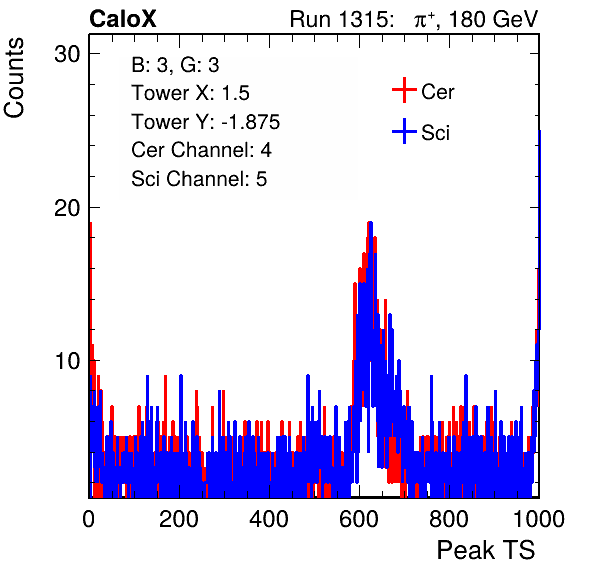 CaloX
Run 1315: π⁺, 180 GeV
Counts
30
20
10
B: 3, G: 3
Tower X: 1.5
Tower Y: -1.875
Cer Channel: 4
Sci Channel: 5
Cer
Sci
0 200 400 600 800 1000
Peak TS